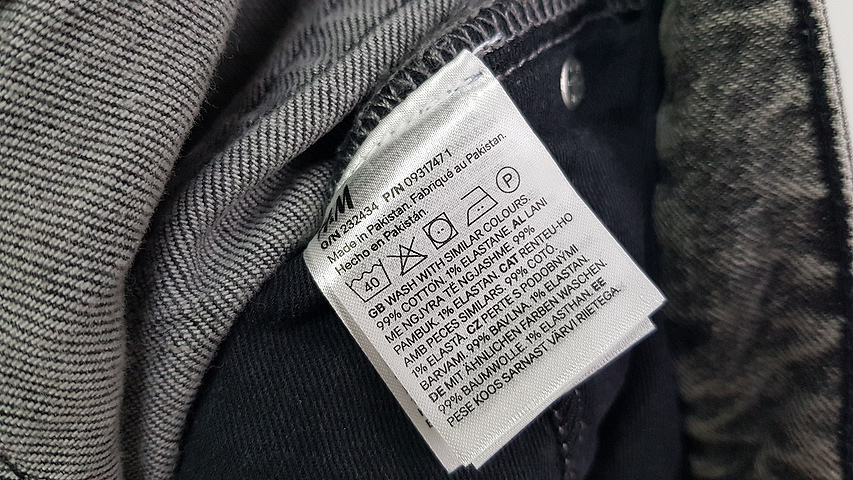 O/N 232434 P/N 0931747 1
Made in Pakistan. Fabriqué au Pakistan.
Hecho en Pakistán.
40 P
GB WASH WITH SIMILAR COLOURS.
99% COTTON. 1% ELASTANE. AL LANI
ME NGJYRA TË NGJASHME. 99%
PAMBUK. 1% ELASTAN. CAT RENTEU-HO
AMB PECES SIMILARS. 99% COTÓ.
1% ELASTÀ. CZ PERTE S PODOBNÝMI
BARVAMI. 99% BAVLNA. 1% ELASTAN.
DE MIT ÄHNLICHEN FARBEN WASCHEN.
99% BAUMWOLLE. 1% ELASTHAN. EE
PESE KOOS SARNAST VÄRVI RIIETEGA.